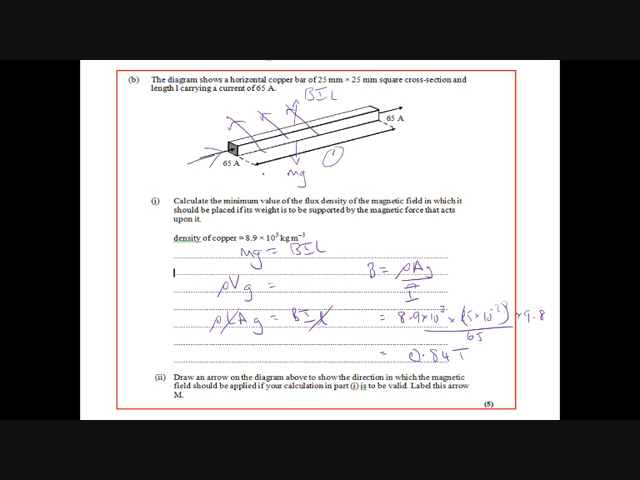 (b) The diagram shows a horizontal copper bar of 25 mm × 25 mm square cross-section and
length l carrying a current of 65 A.
BIL
65 A
65 A
mg
(i) Calculate the minimum value of the flux density of the magnetic field in which it
should be placed if its weight is to be supported by the magnetic force that acts
upon it.
density of copper = 8.9 × 10³ kg m⁻³
mg = BIL
ρVg =
B = ρAg
I
ρLAg = BIL
= 8.9×10³ ×
× 9.8
65
= 0.84 T
(ii) Draw an arrow on the diagram above to show the direction in which the magnetic
field should be applied if your calculation in part (i) is to be valid. Label this arrow
M.
(5)